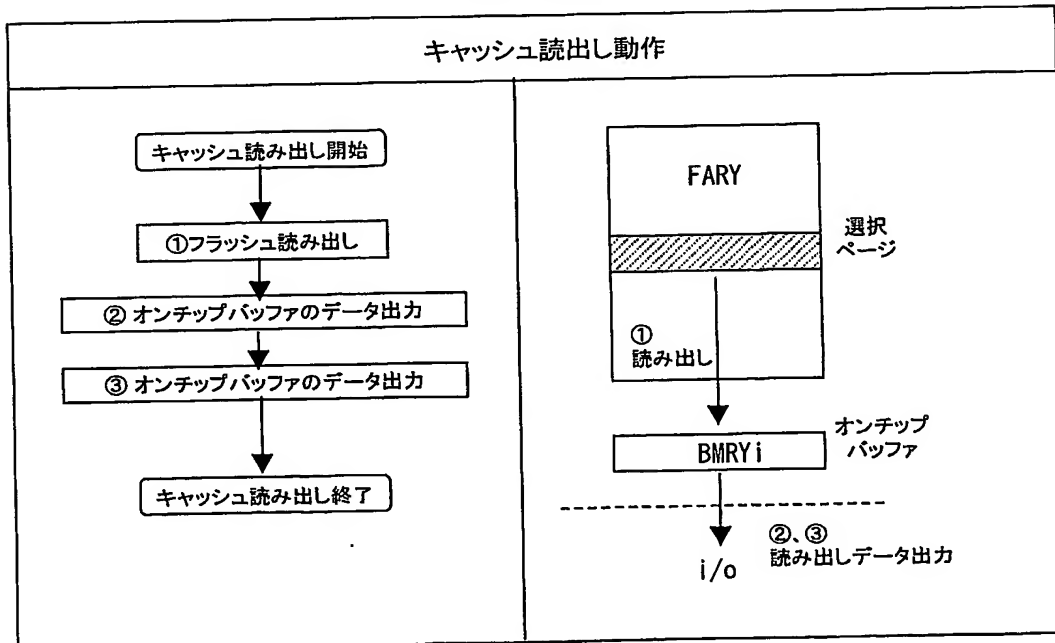 キャッシュ読出し動作
キャッシュ読み出し開始
①フラッシュ読み出し
② オンチップバッファのデータ出力
③ オンチップバッファのデータ出力
キャッシュ読み出し終了
FARY
選択
ページ
①
読み出し
BMRYi
オンチップ
バッファ
②、③
読み出しデータ出力
i/o